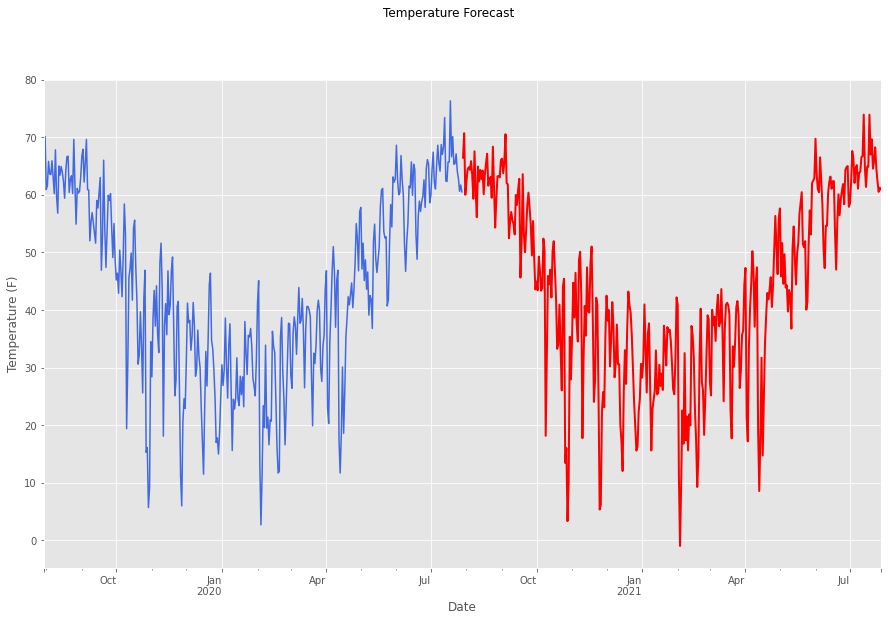 Temperature Forecast
80
70
60
50
40
30
20
10
0
Temperature (F)
Oct
Jan
2020
Apr
Jul
Oct
Jan
2021
Apr
Jul
Date